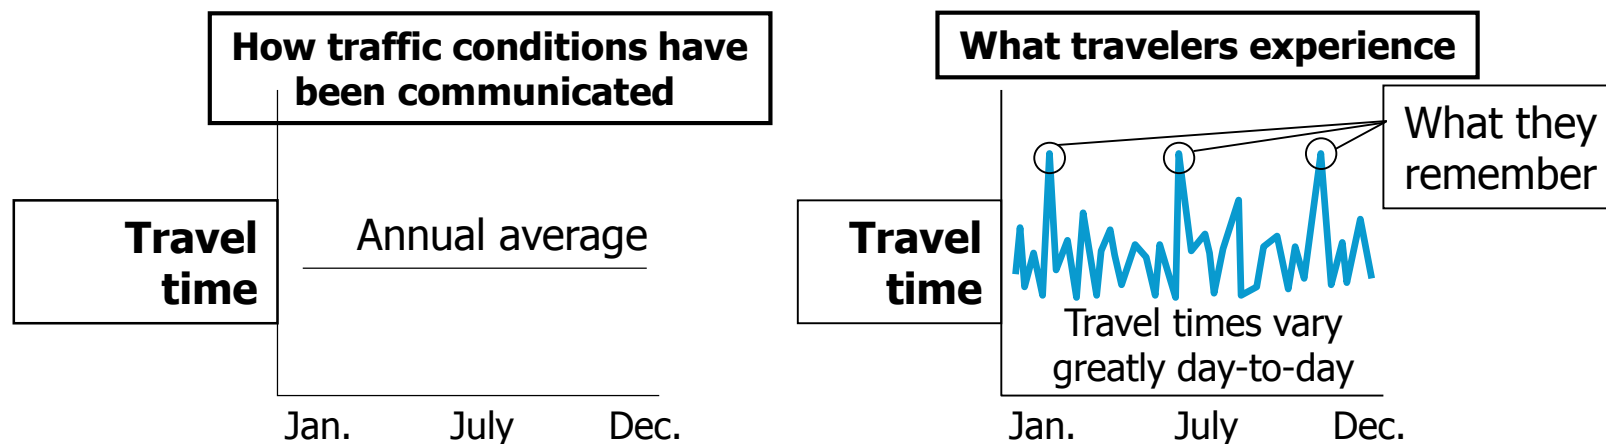 How traffic conditions have
been communicated
Travel
time
Annual average
Jan.
July
Dec.
What travelers experience
What they
remember
Travel
time
Travel times vary
greatly day-to-day
Jan.
July
Dec.